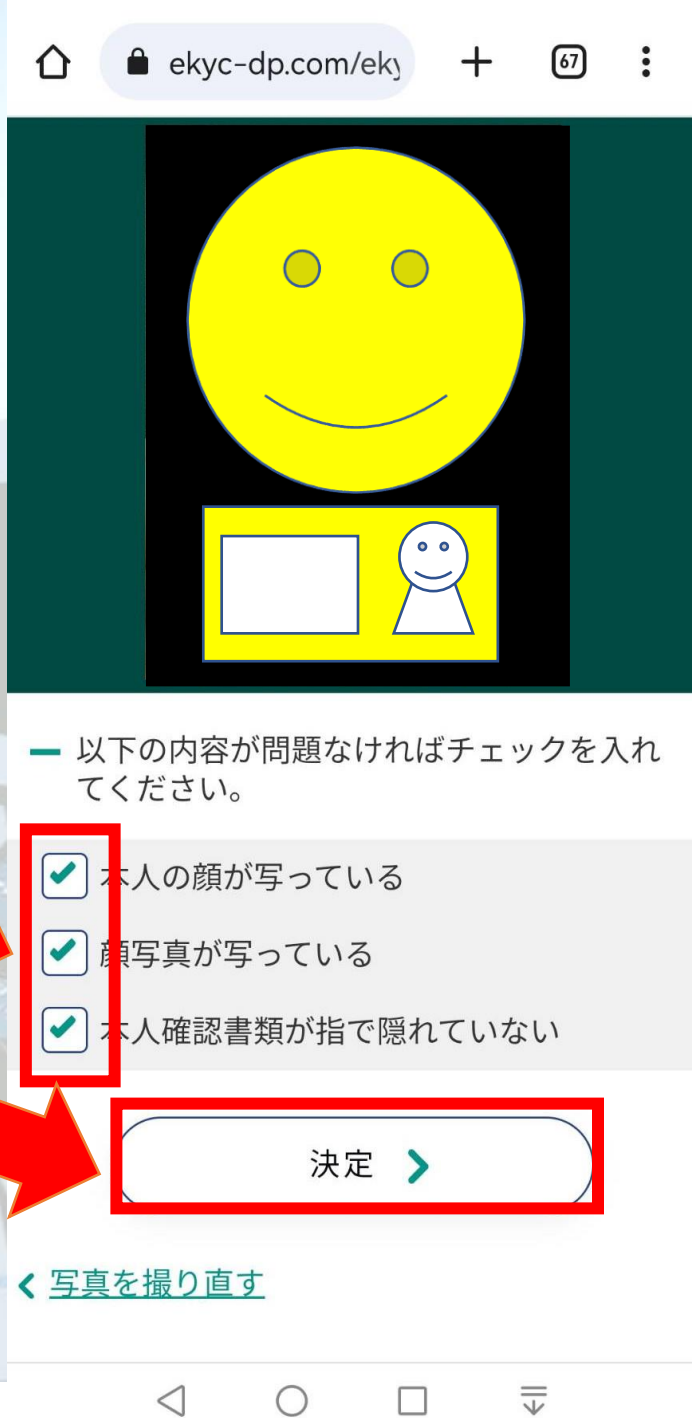 ekyc-dp.com/eky
67
以下の内容が問題なければチェックを入れ
てください。
本人の顔が写っている
顔写真が写っている
本人確認書類が指で隠れていない
決定
写真を撮り直す